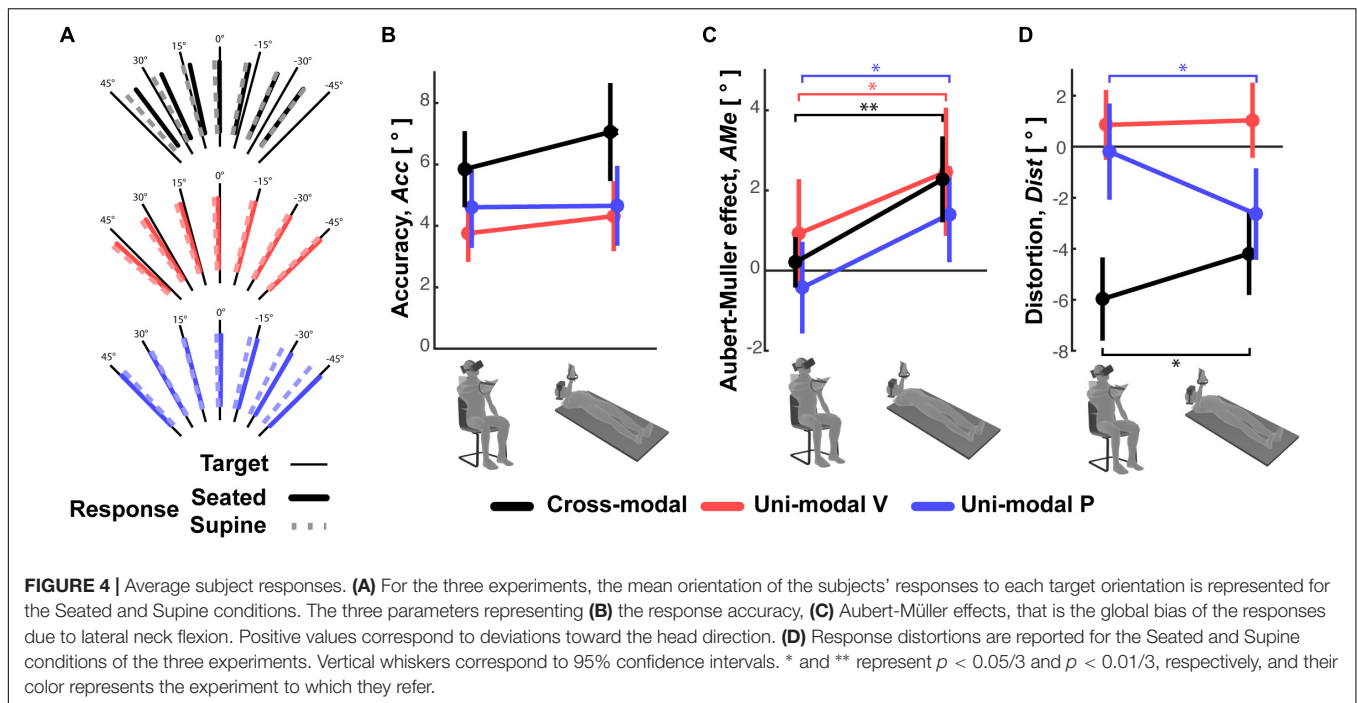 A
B
C
D
0°
15°
-15°
30°
-30°
45°
-45°
0°
15°
-15°
30°
-30°
45°
-45°
0°
15°
-15°
30°
-30°
45°
-45°
Target
Response
Seated
Supine
Accuracy, Acc [ ° ]
8
6
4
2
0
Aubert-Muller effect, AMe [ ° ]
4
2
0
-2
*
*
**
Distortion, Dist [ ° ]
2
0
-2
-4
-6
-8
*
*
Cross-modal Uni-modal V Uni-modal P
FIGURE 4 | Average subject responses. (A) For the three experiments, the mean orientation of the subjects' responses to each target orientation is represented for
the Seated and Supine conditions. The three parameters representing (B) the response accuracy, (C) Aubert-Müller effects, that is the global bias of the responses
due to lateral neck flexion. Positive values correspond to deviations toward the head direction. (D) Response distortions are reported for the Seated and Supine
conditions of the three experiments. Vertical whiskers correspond to 95% confidence intervals. * and ** represent p < 0.05/3 and p < 0.01/3, respectively, and their
color represents the experiment to which they refer.